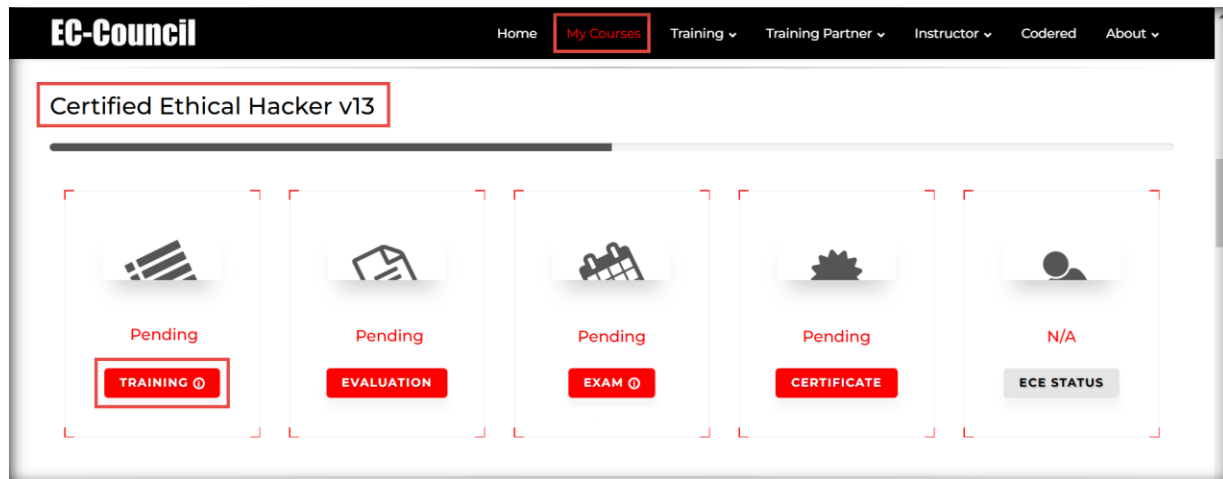 EC-Council
Home My Courses Training Training Partner Instructor Codered About
Certified Ethical Hacker v13
Pending Pending Pending Pending N/A
TRAINING EVALUATION EXAM CERTIFICATE ECE STATUS